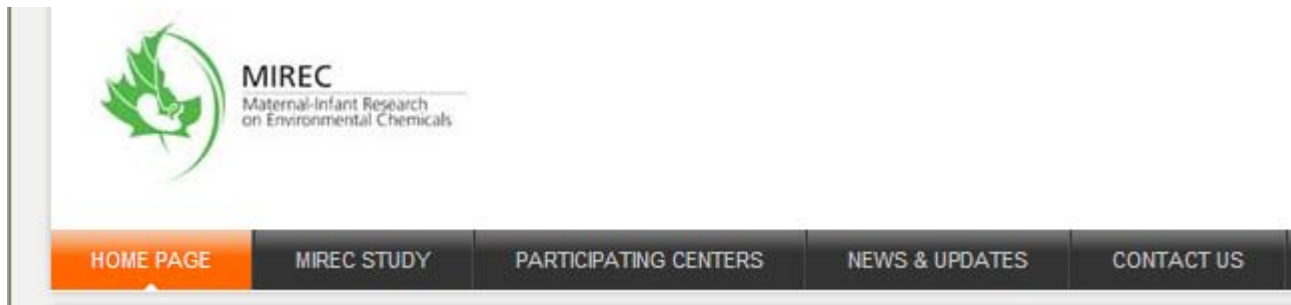 MIREC
Maternal-Infant Research
on Environmental Chemicals
HOME PAGE MIREC STUDY PARTICIPATING CENTERS NEWS & UPDATES CONTACT US